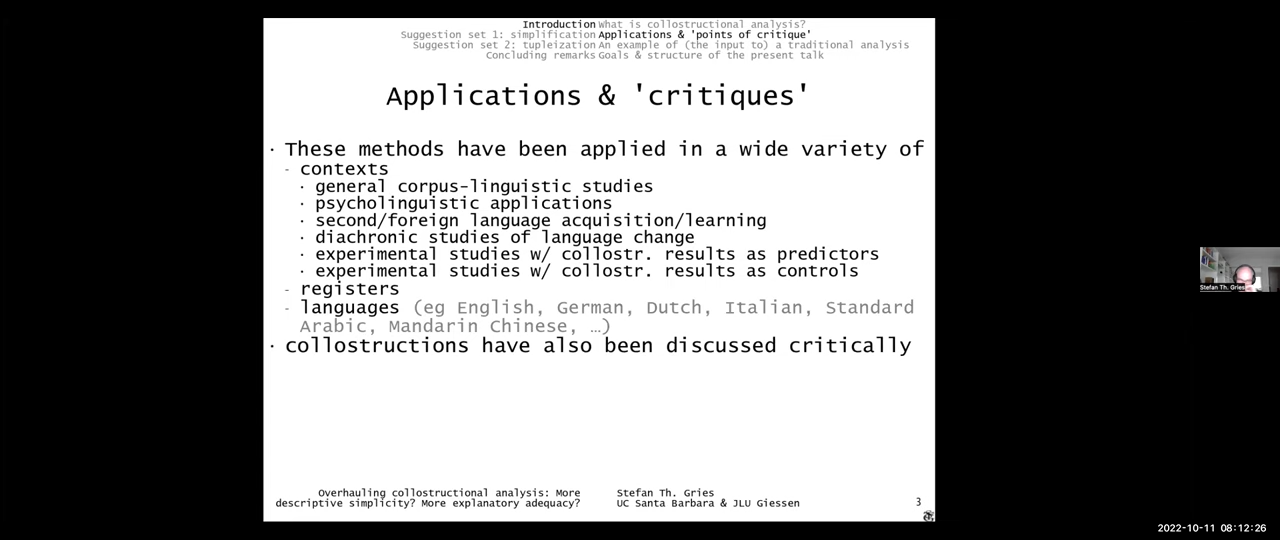 Introduction What is collostructional analysis?
Suggestion set 1: simplification Applications & 'points of critique'
Suggestion set 2: tupleization An example of (the input to) a traditional analysis
Concluding remarks Goals & structure of the present talk
Applications & 'critiques'
· These methods have been applied in a wide variety of
- contexts
· general corpus-linguistic studies
· psycholinguistic applications
· second/foreign language acquisition/learning
· diachronic studies of language change
· experimental studies w/ collostr. results as predictors
· experimental studies w/ collostr. results as controls
- registers
- languages (eg English, German, Dutch, Italian, Standard
Arabic, Mandarin Chinese, …)
· collostructions have also been discussed critically
Overhauling collostructional analysis: More
descriptive simplicity? More explanatory adequacy?
Stefan Th. Gries
UC Santa Barbara & JLU Giessen
3
Stefan Th. Gries
2022-10-11 08:12:26